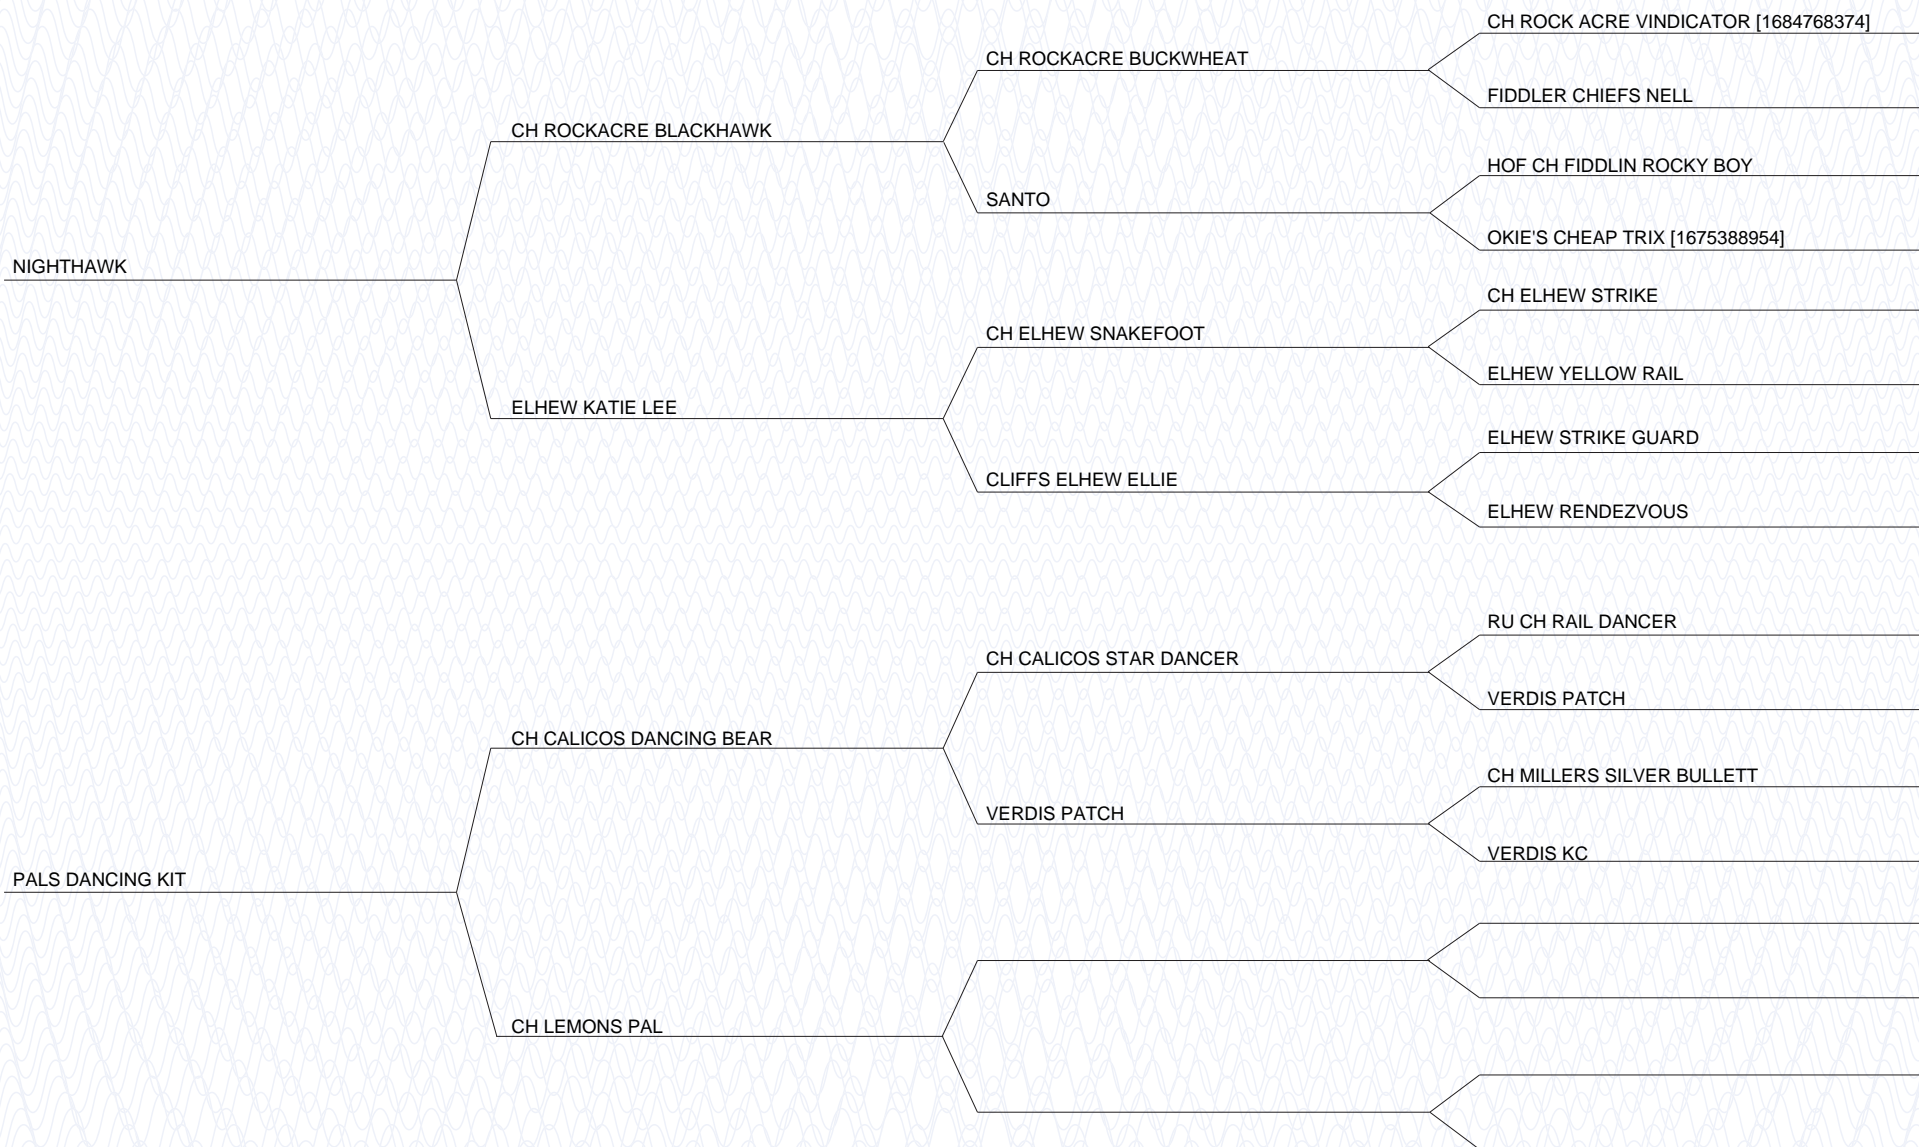 CH ROCK ACRE VINDICATOR [1684768374]
CH ROCKACRE BUCKWHEAT
FIDDLER CHIEFS NELL
CH ROCKACRE BLACKHAWK
HOF CH FIDDLIN ROCKY BOY
SANTO
OKIE'S CHEAP TRIX [1675388954]
NIGHTHAWK
CH ELHEW STRIKE
CH ELHEW SNAKEFOOT
ELHEW YELLOW RAIL
ELHEW KATIE LEE
ELHEW STRIKE GUARD
CLIFFS ELHEW ELLIE
ELHEW RENDEZVOUS
RU CH RAIL DANCER
CH CALICOS STAR DANCER
VERDIS PATCH
CH CALICOS DANCING BEAR
CH MILLERS SILVER BULLETT
VERDIS PATCH
VERDIS KC
PALS DANCING KIT
CH LEMONS PAL